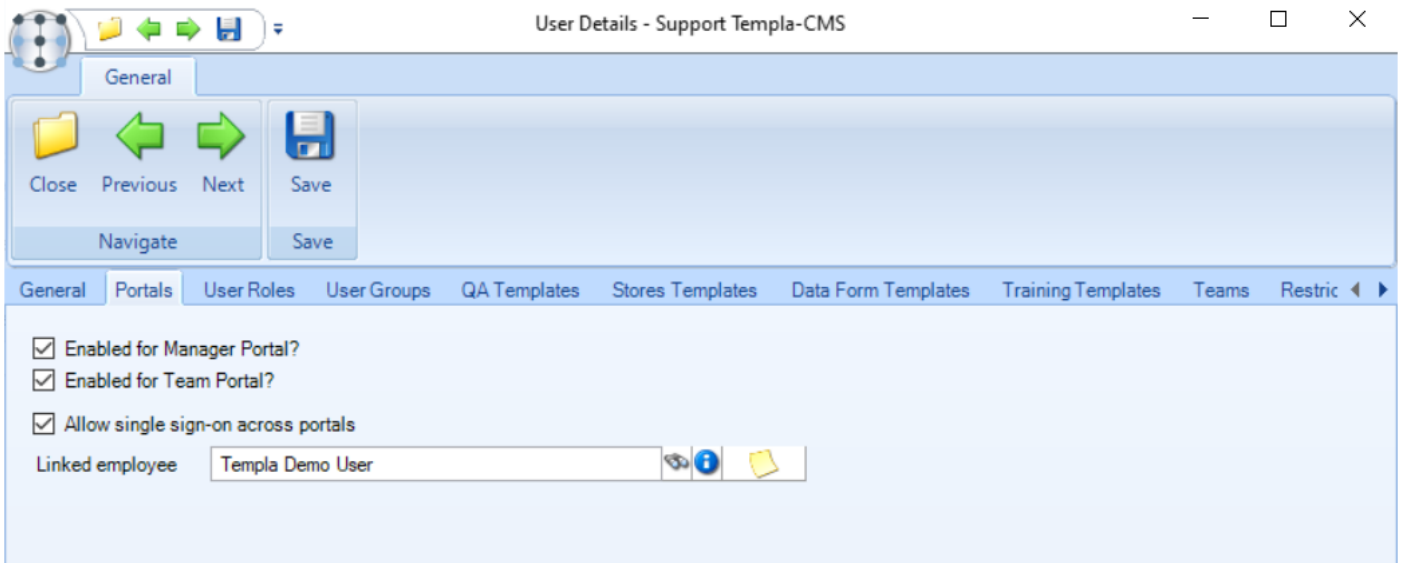 User Details - Support Templa-CMS
General
Close Previous Next Save
Navigate Save
General Portals User Roles User Groups QA Templates Stores Templates Data Form Templates Training Templates Teams Restric
Enabled for Manager Portal?
Enabled for Team Portal?
Allow single sign-on across portals
Linked employee Templa Demo User